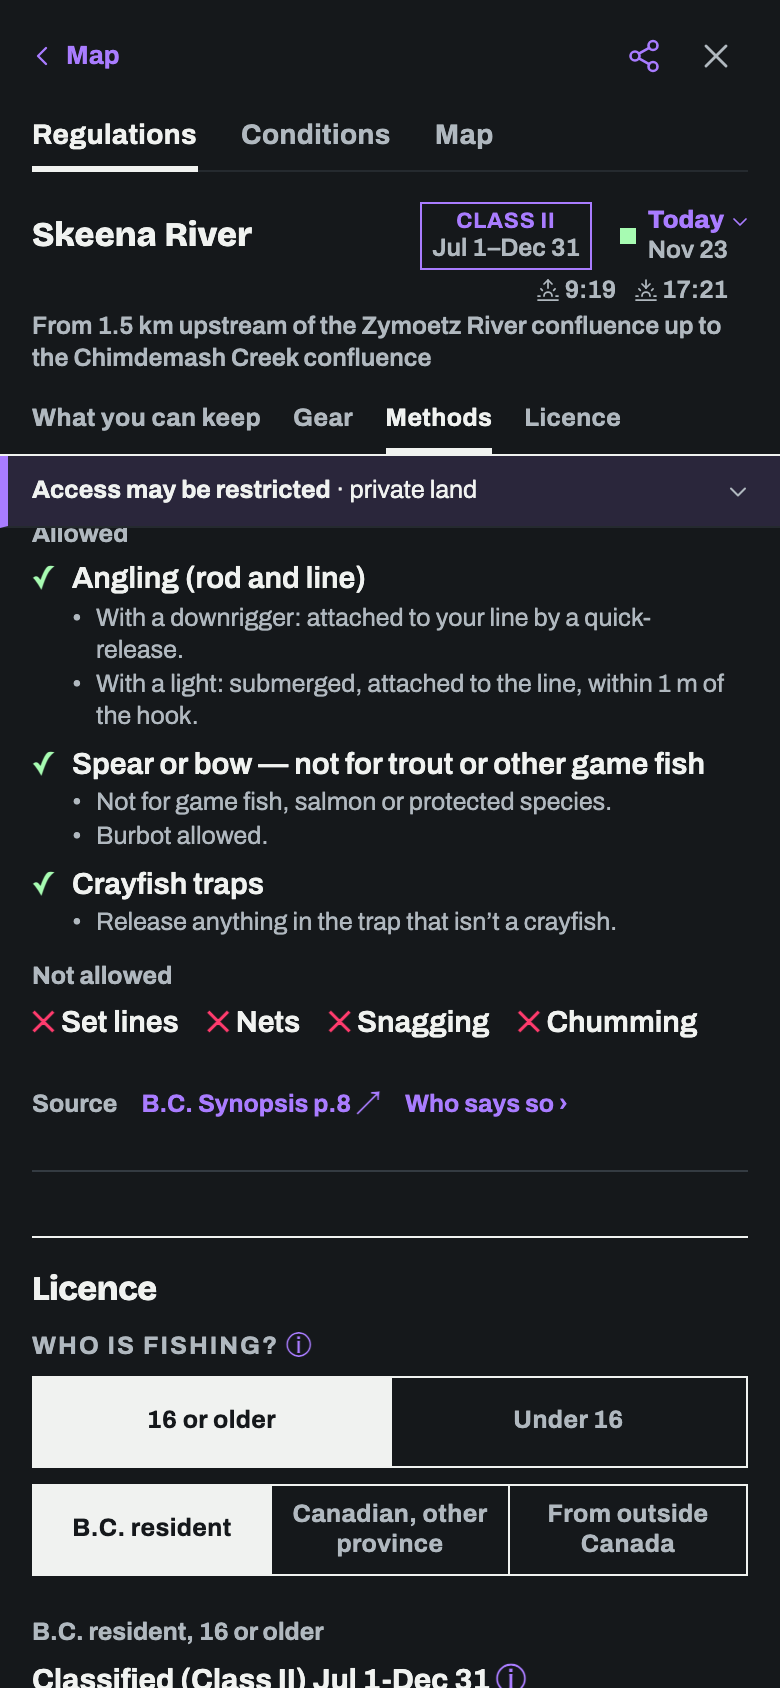 Map
Regulations Conditions Map
Skeena River
CLASS II
Jul 1–Dec 31
Today
Nov 23
9:19 17:21
From 1.5 km upstream of the Zymoetz River confluence up to
the Chimdemash Creek confluence
What you can keep Gear Methods Licence
Access may be restricted · private land
Allowed
Angling (rod and line)
• With a downrigger: attached to your line by a quick-
release.
• With a light: submerged, attached to the line, within 1 m of
the hook.
Spear or bow — not for trout or other game fish
• Not for game fish, salmon or protected species.
• Burbot allowed.
Crayfish traps
• Release anything in the trap that isn’t a crayfish.
Not allowed
Set lines Nets Snagging Chumming
Source B.C. Synopsis p.8 Who says so ›
Licence
WHO IS FISHING?
16 or older Under 16
B.C. resident
Canadian, other
province
From outside
Canada
B.C. resident, 16 or older
Classified (Class II) Jul 1-Dec 31